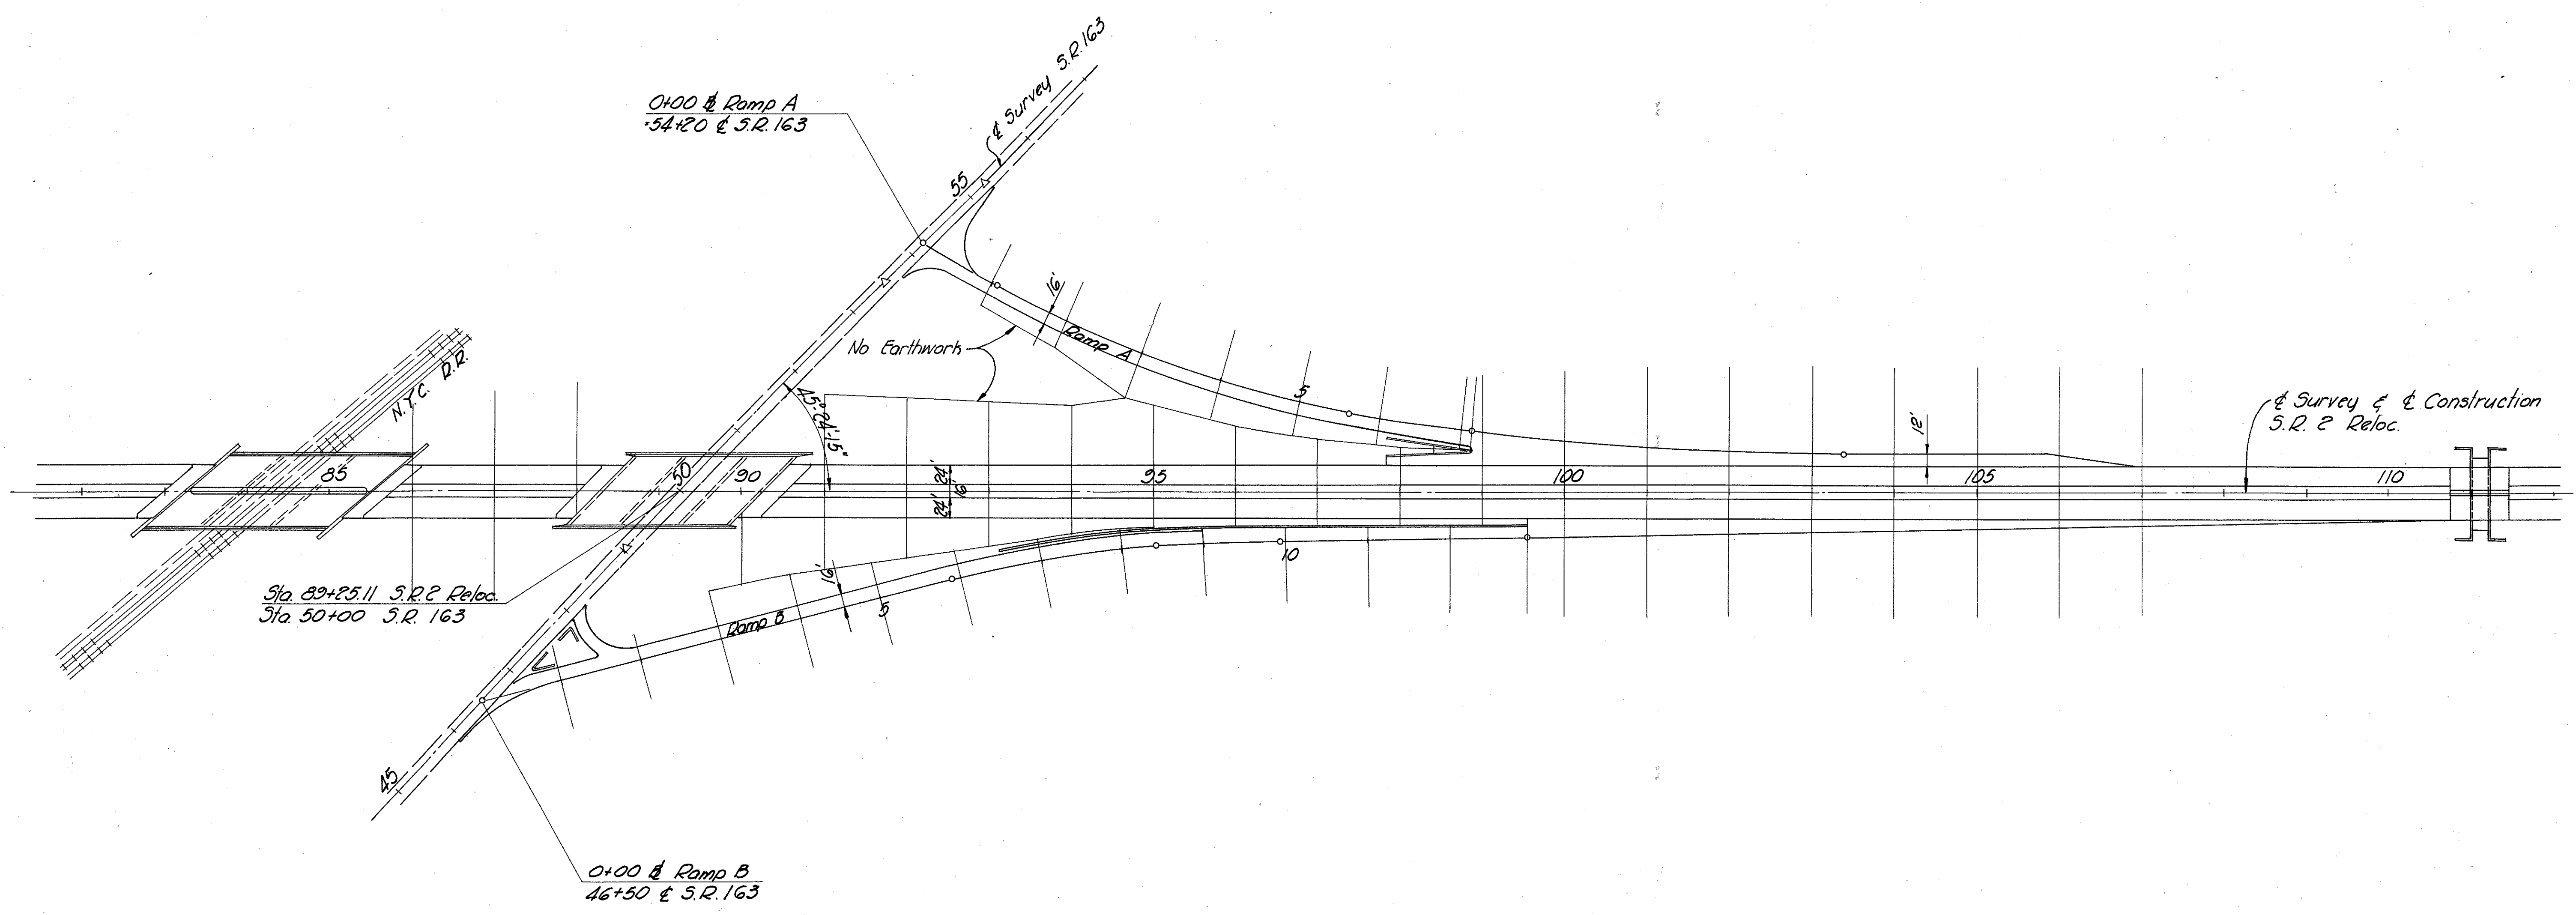 ₵ Survey S.R. 163
0+00 ₿ Ramp A
=54+20 ₵ S.R. 163
55
16'
Ramp A
No Earthwork
5
N.Y.C. R.R.
45°-24'-15"
₵ Survey & ₵ Construction
S.R. 2 Reloc.
12'
85
50
90
24'
16'
24'
95
100
105
110
10
Sta. 89+25.11 S.R.2 Reloc.
Sta. 50+00 S.R. 163
16'
5
Ramp B
45
0+00 ₿ Ramp B
46+50 ₵ S.R. 163